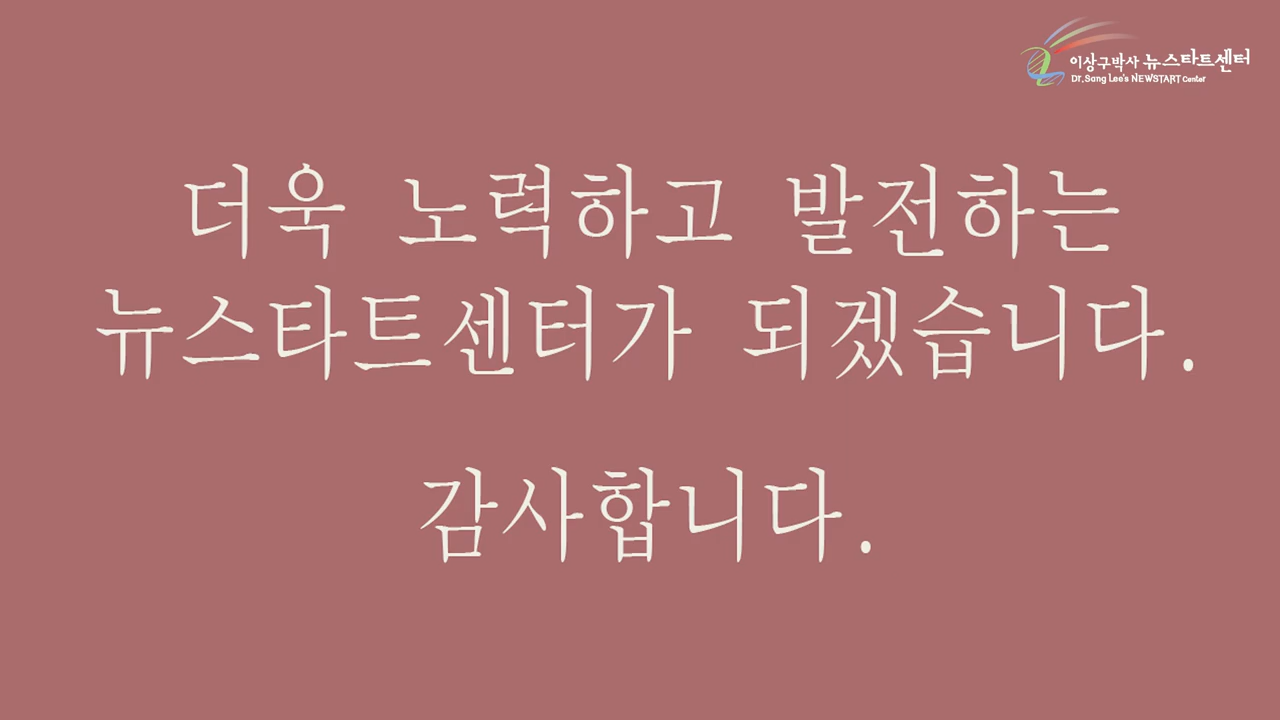 이상구박사 뉴스타트센터
Dr. Sang Lee's NEWSTART Center
더욱 노력하고 발전하는
뉴스타트센터가 되겠습니다.
감사합니다.